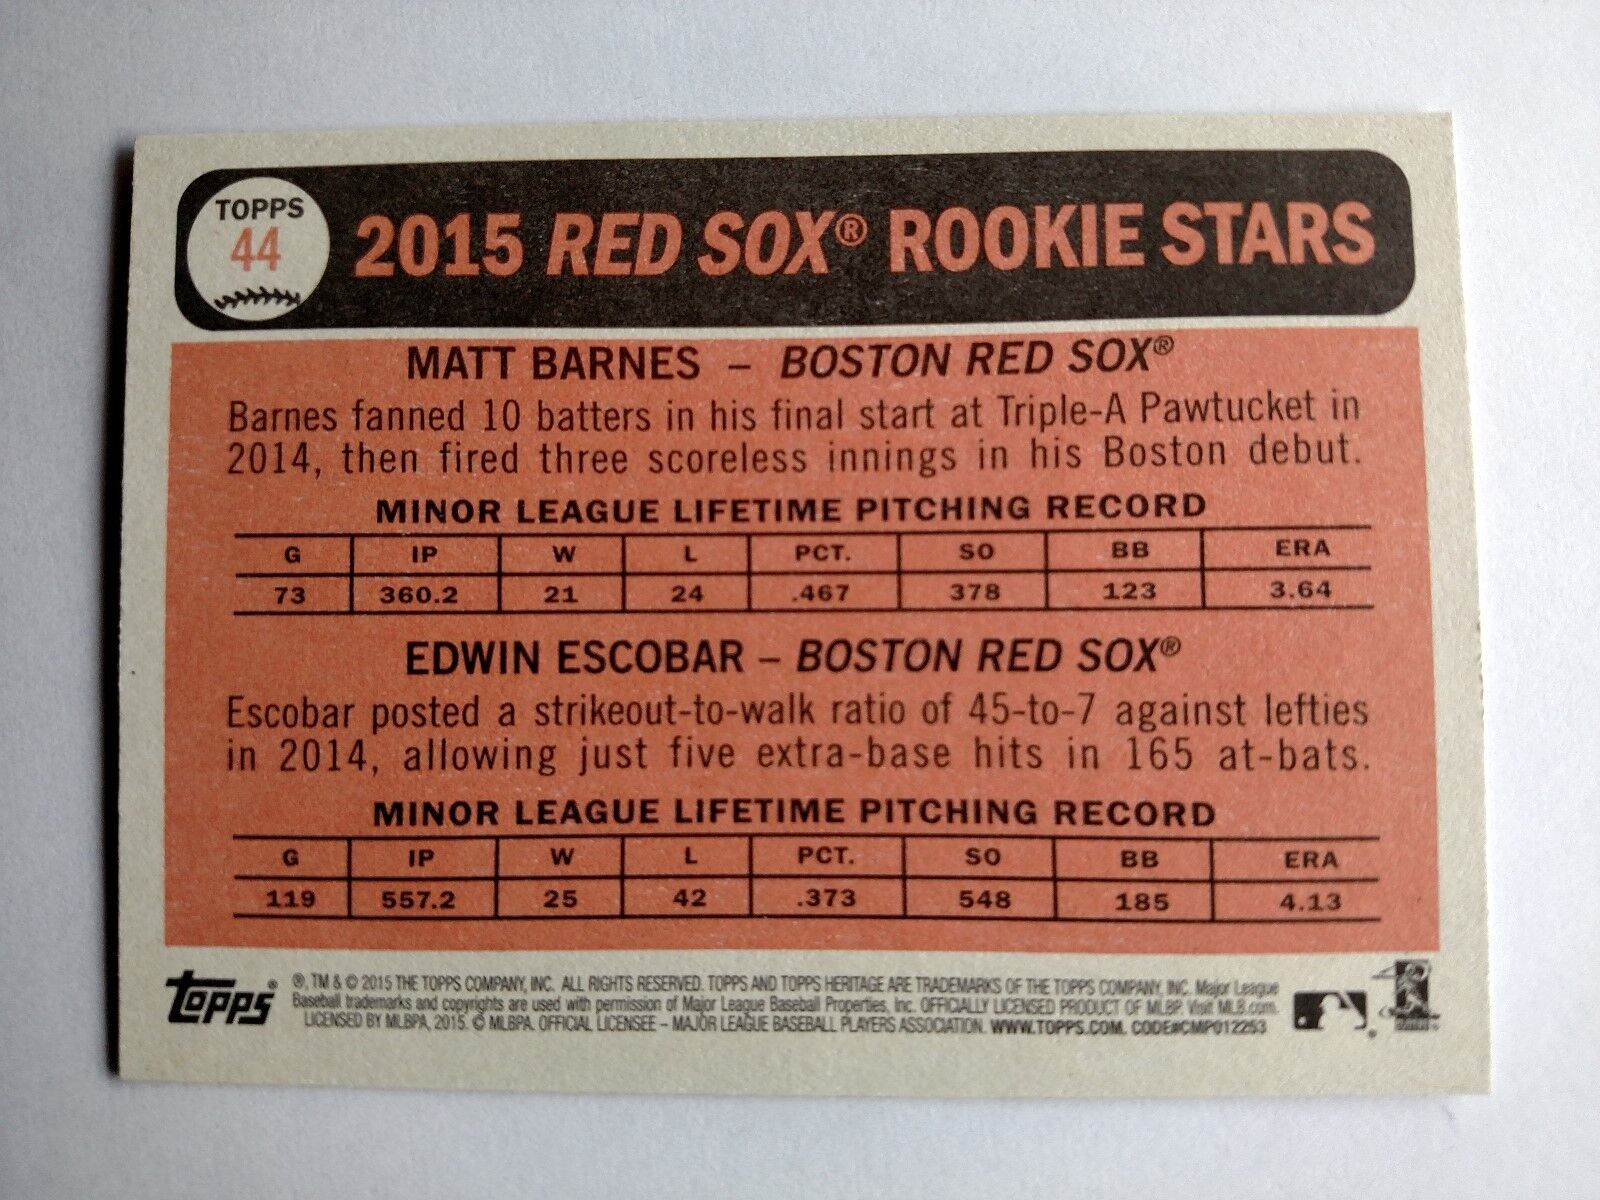 TOPPS
44
2015 RED SOX® ROOKIE STARS
MATT BARNES – BOSTON RED SOX®
Barnes fanned 10 batters in his final start at Triple-A Pawtucket in
2014, then fired three scoreless innings in his Boston debut.
MINOR LEAGUE LIFETIME PITCHING RECORD
G IP W L PCT. SO BB ERA
73 360.2 21 24 .467 378 123 3.64
EDWIN ESCOBAR – BOSTON RED SOX®
Escobar posted a strikeout-to-walk ratio of 45-to-7 against lefties
in 2014, allowing just five extra-base hits in 165 at-bats.
MINOR LEAGUE LIFETIME PITCHING RECORD
G IP W L PCT. SO BB ERA
119 557.2 25 42 .373 548 185 4.13
topps®
®, TM & © 2015 THE TOPPS COMPANY, INC. ALL RIGHTS RESERVED. TOPPS AND TOPPS HERITAGE ARE TRADEMARKS OF THE TOPPS COMPANY, INC. Major League
Baseball trademarks and copyrights are used with permission of Major League Baseball Properties, Inc. OFFICIALLY LICENSED PRODUCT OF MLBP. Visit MLB.com.
LICENSED BY MLBPA, 2015. © MLBPA. OFFICIAL LICENSEE – MAJOR LEAGUE BASEBALL PLAYERS ASSOCIATION. WWW.TOPPS.COM. CODE#CMP012253